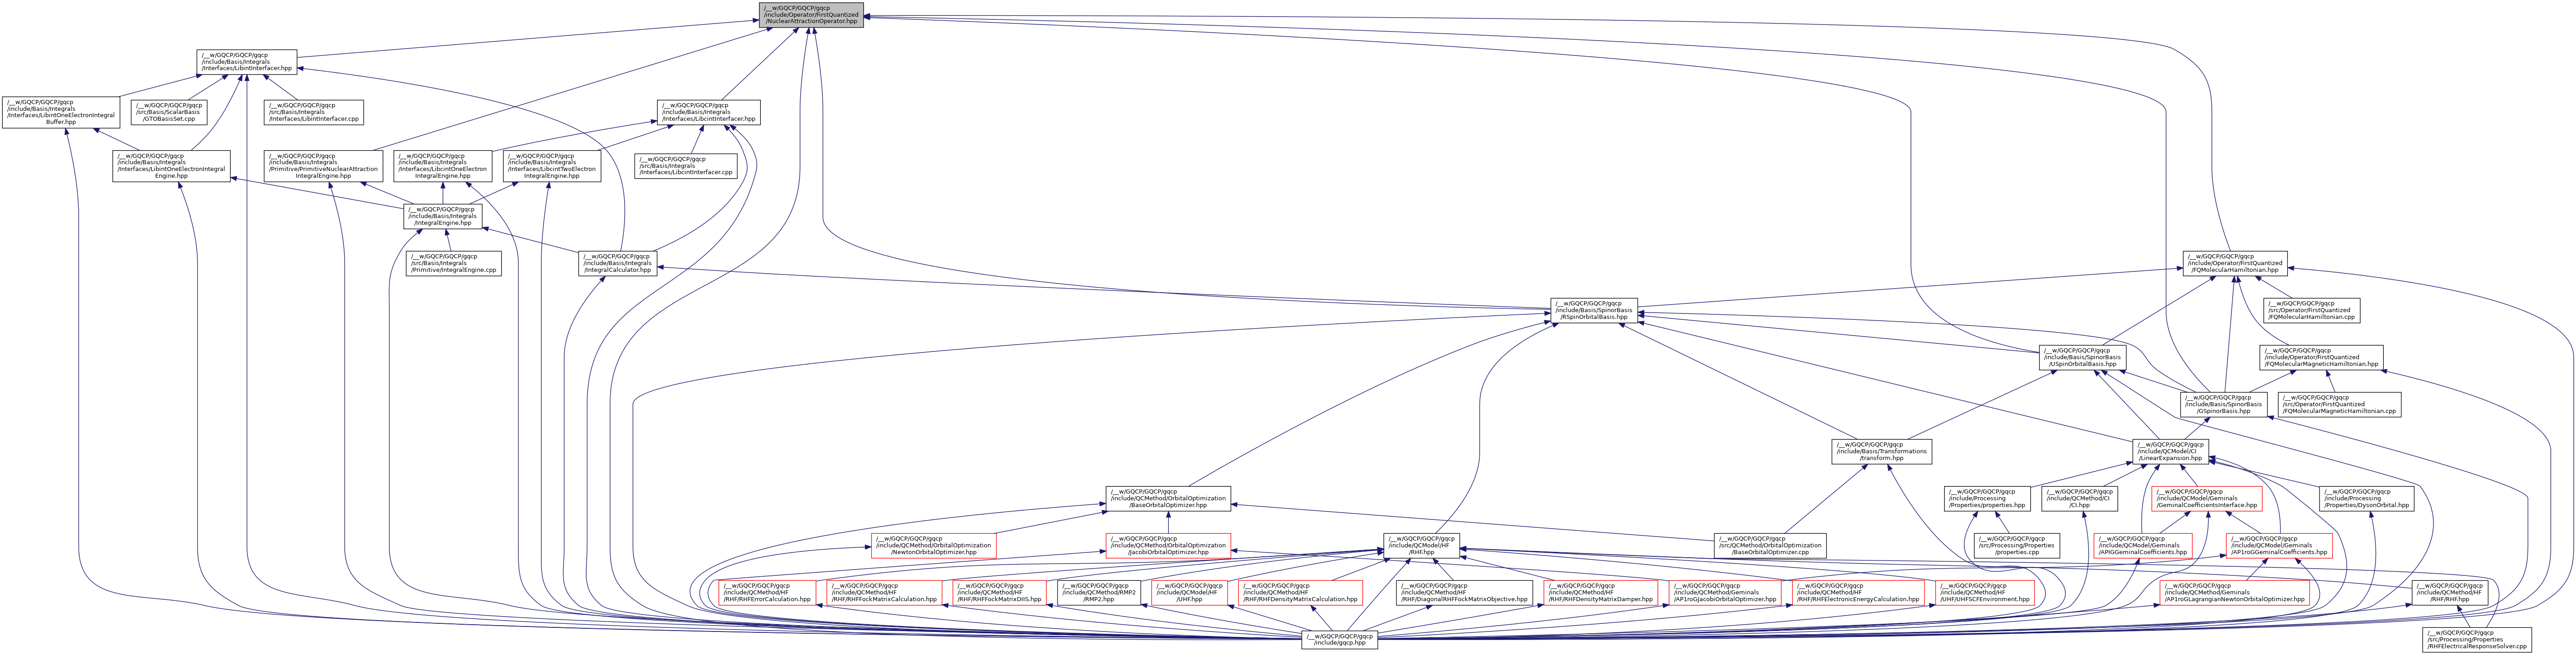 /__w/GQCP/GQCP/gqcp
/include/Operator/FirstQuantized
/NuclearAttractionOperator.hpp
/__w/GQCP/GQCP/gqcp
/include/Basis/Integrals
/Interfaces/LibintInterfacer.hpp
/__w/GQCP/GQCP/gqcp
/include/Basis/Integrals
/Interfaces/LibintOneElectronIntegral
Buffer.hpp
/__w/GQCP/GQCP/gqcp
/src/Basis/ScalarBasis
/GTOBasisSet.cpp
/__w/GQCP/GQCP/gqcp
/src/Basis/Integrals
/Interfaces/LibintInterfacer.cpp
/__w/GQCP/GQCP/gqcp
/include/Basis/Integrals
/Interfaces/LibcintInterfacer.hpp
/__w/GQCP/GQCP/gqcp
/include/Basis/Integrals
/Interfaces/LibintOneElectronIntegral
Engine.hpp
/__w/GQCP/GQCP/gqcp
/include/Basis/Integrals
/Primitive/PrimitiveNuclearAttraction
IntegralEngine.hpp
/__w/GQCP/GQCP/gqcp
/include/Basis/Integrals
/Interfaces/LibcintOneElectron
IntegralEngine.hpp
/__w/GQCP/GQCP/gqcp
/include/Basis/Integrals
/Interfaces/LibcintTwoElectron
IntegralEngine.hpp
/__w/GQCP/GQCP/gqcp
/src/Basis/Integrals
/Interfaces/LibcintInterfacer.cpp
/__w/GQCP/GQCP/gqcp
/include/Basis/Integrals
/IntegralEngine.hpp
/__w/GQCP/GQCP/gqcp
/src/Basis/Integrals
/Primitive/IntegralEngine.cpp
/__w/GQCP/GQCP/gqcp
/include/Basis/Integrals
/IntegralCalculator.hpp
/__w/GQCP/GQCP/gqcp
/include/Operator/FirstQuantized
/FQMolecularHamiltonian.hpp
/__w/GQCP/GQCP/gqcp
/include/Basis/SpinorBasis
/RSpinOrbitalBasis.hpp
/__w/GQCP/GQCP/gqcp
/src/Operator/FirstQuantized
/FQMolecularHamiltonian.cpp
/__w/GQCP/GQCP/gqcp
/include/Basis/SpinorBasis
/USpinOrbitalBasis.hpp
/__w/GQCP/GQCP/gqcp
/include/Operator/FirstQuantized
/FQMolecularMagneticHamiltonian.hpp
/__w/GQCP/GQCP/gqcp
/include/Basis/SpinorBasis
/GSpinorBasis.hpp
/__w/GQCP/GQCP/gqcp
/src/Operator/FirstQuantized
/FQMolecularMagneticHamiltonian.cpp
/__w/GQCP/GQCP/gqcp
/include/Basis/Transformations
/transform.hpp
/__w/GQCP/GQCP/gqcp
/include/QCModel/CI
/LinearExpansion.hpp
/__w/GQCP/GQCP/gqcp
/include/QCMethod/OrbitalOptimization
/BaseOrbitalOptimizer.hpp
/__w/GQCP/GQCP/gqcp
/include/Processing
/Properties/properties.hpp
/__w/GQCP/GQCP/gqcp
/include/QCMethod/CI
/CI.hpp
/__w/GQCP/GQCP/gqcp
/include/QCModel/Geminals
/GeminalCoefficientsInterface.hpp
/__w/GQCP/GQCP/gqcp
/include/Processing
/Properties/DysonOrbital.hpp
/__w/GQCP/GQCP/gqcp
/include/QCMethod/OrbitalOptimization
/NewtonOrbitalOptimizer.hpp
/__w/GQCP/GQCP/gqcp
/include/QCMethod/OrbitalOptimization
/JacobiOrbitalOptimizer.hpp
/__w/GQCP/GQCP/gqcp
/include/QCModel/HF
/RHF.hpp
/__w/GQCP/GQCP/gqcp
/src/QCMethod/OrbitalOptimization
/BaseOrbitalOptimizer.cpp
/__w/GQCP/GQCP/gqcp
/src/Processing/Properties
/properties.cpp
/__w/GQCP/GQCP/gqcp
/include/QCModel/Geminals
/APIGGeminalCoefficients.hpp
/__w/GQCP/GQCP/gqcp
/include/QCModel/Geminals
/AP1roGGeminalCoefficients.hpp
/__w/GQCP/GQCP/gqcp
/include/QCMethod/HF
/RHF/RHFErrorCalculation.hpp
/__w/GQCP/GQCP/gqcp
/include/QCMethod/HF
/RHF/RHFFockMatrixCalculation.hpp
/__w/GQCP/GQCP/gqcp
/include/QCMethod/HF
/RHF/RHFFockMatrixDIIS.hpp
/__w/GQCP/GQCP/gqcp
/include/QCMethod/RMP2
/RMP2.hpp
/__w/GQCP/GQCP/gqcp
/include/QCModel/HF
/UHF.hpp
/__w/GQCP/GQCP/gqcp
/include/QCMethod/HF
/RHF/RHFDensityMatrixCalculation.hpp
/__w/GQCP/GQCP/gqcp
/include/QCMethod/HF
/RHF/DiagonalRHFFockMatrixObjective.hpp
/__w/GQCP/GQCP/gqcp
/include/QCMethod/HF
/RHF/RHFDensityMatrixDamper.hpp
/__w/GQCP/GQCP/gqcp
/include/QCMethod/Geminals
/AP1roGJacobiOrbitalOptimizer.hpp
/__w/GQCP/GQCP/gqcp
/include/QCMethod/HF
/RHF/RHFElectronicEnergyCalculation.hpp
/__w/GQCP/GQCP/gqcp
/include/QCMethod/HF
/UHF/UHFSCFEnvironment.hpp
/__w/GQCP/GQCP/gqcp
/include/QCMethod/Geminals
/AP1roGLagrangianNewtonOrbitalOptimizer.hpp
/__w/GQCP/GQCP/gqcp
/include/QCMethod/HF
/RHF/RHF.hpp
/__w/GQCP/GQCP/gqcp
/include/gqcp.hpp
/__w/GQCP/GQCP/gqcp
/src/Processing/Properties
/RHFElectricalResponseSolver.cpp